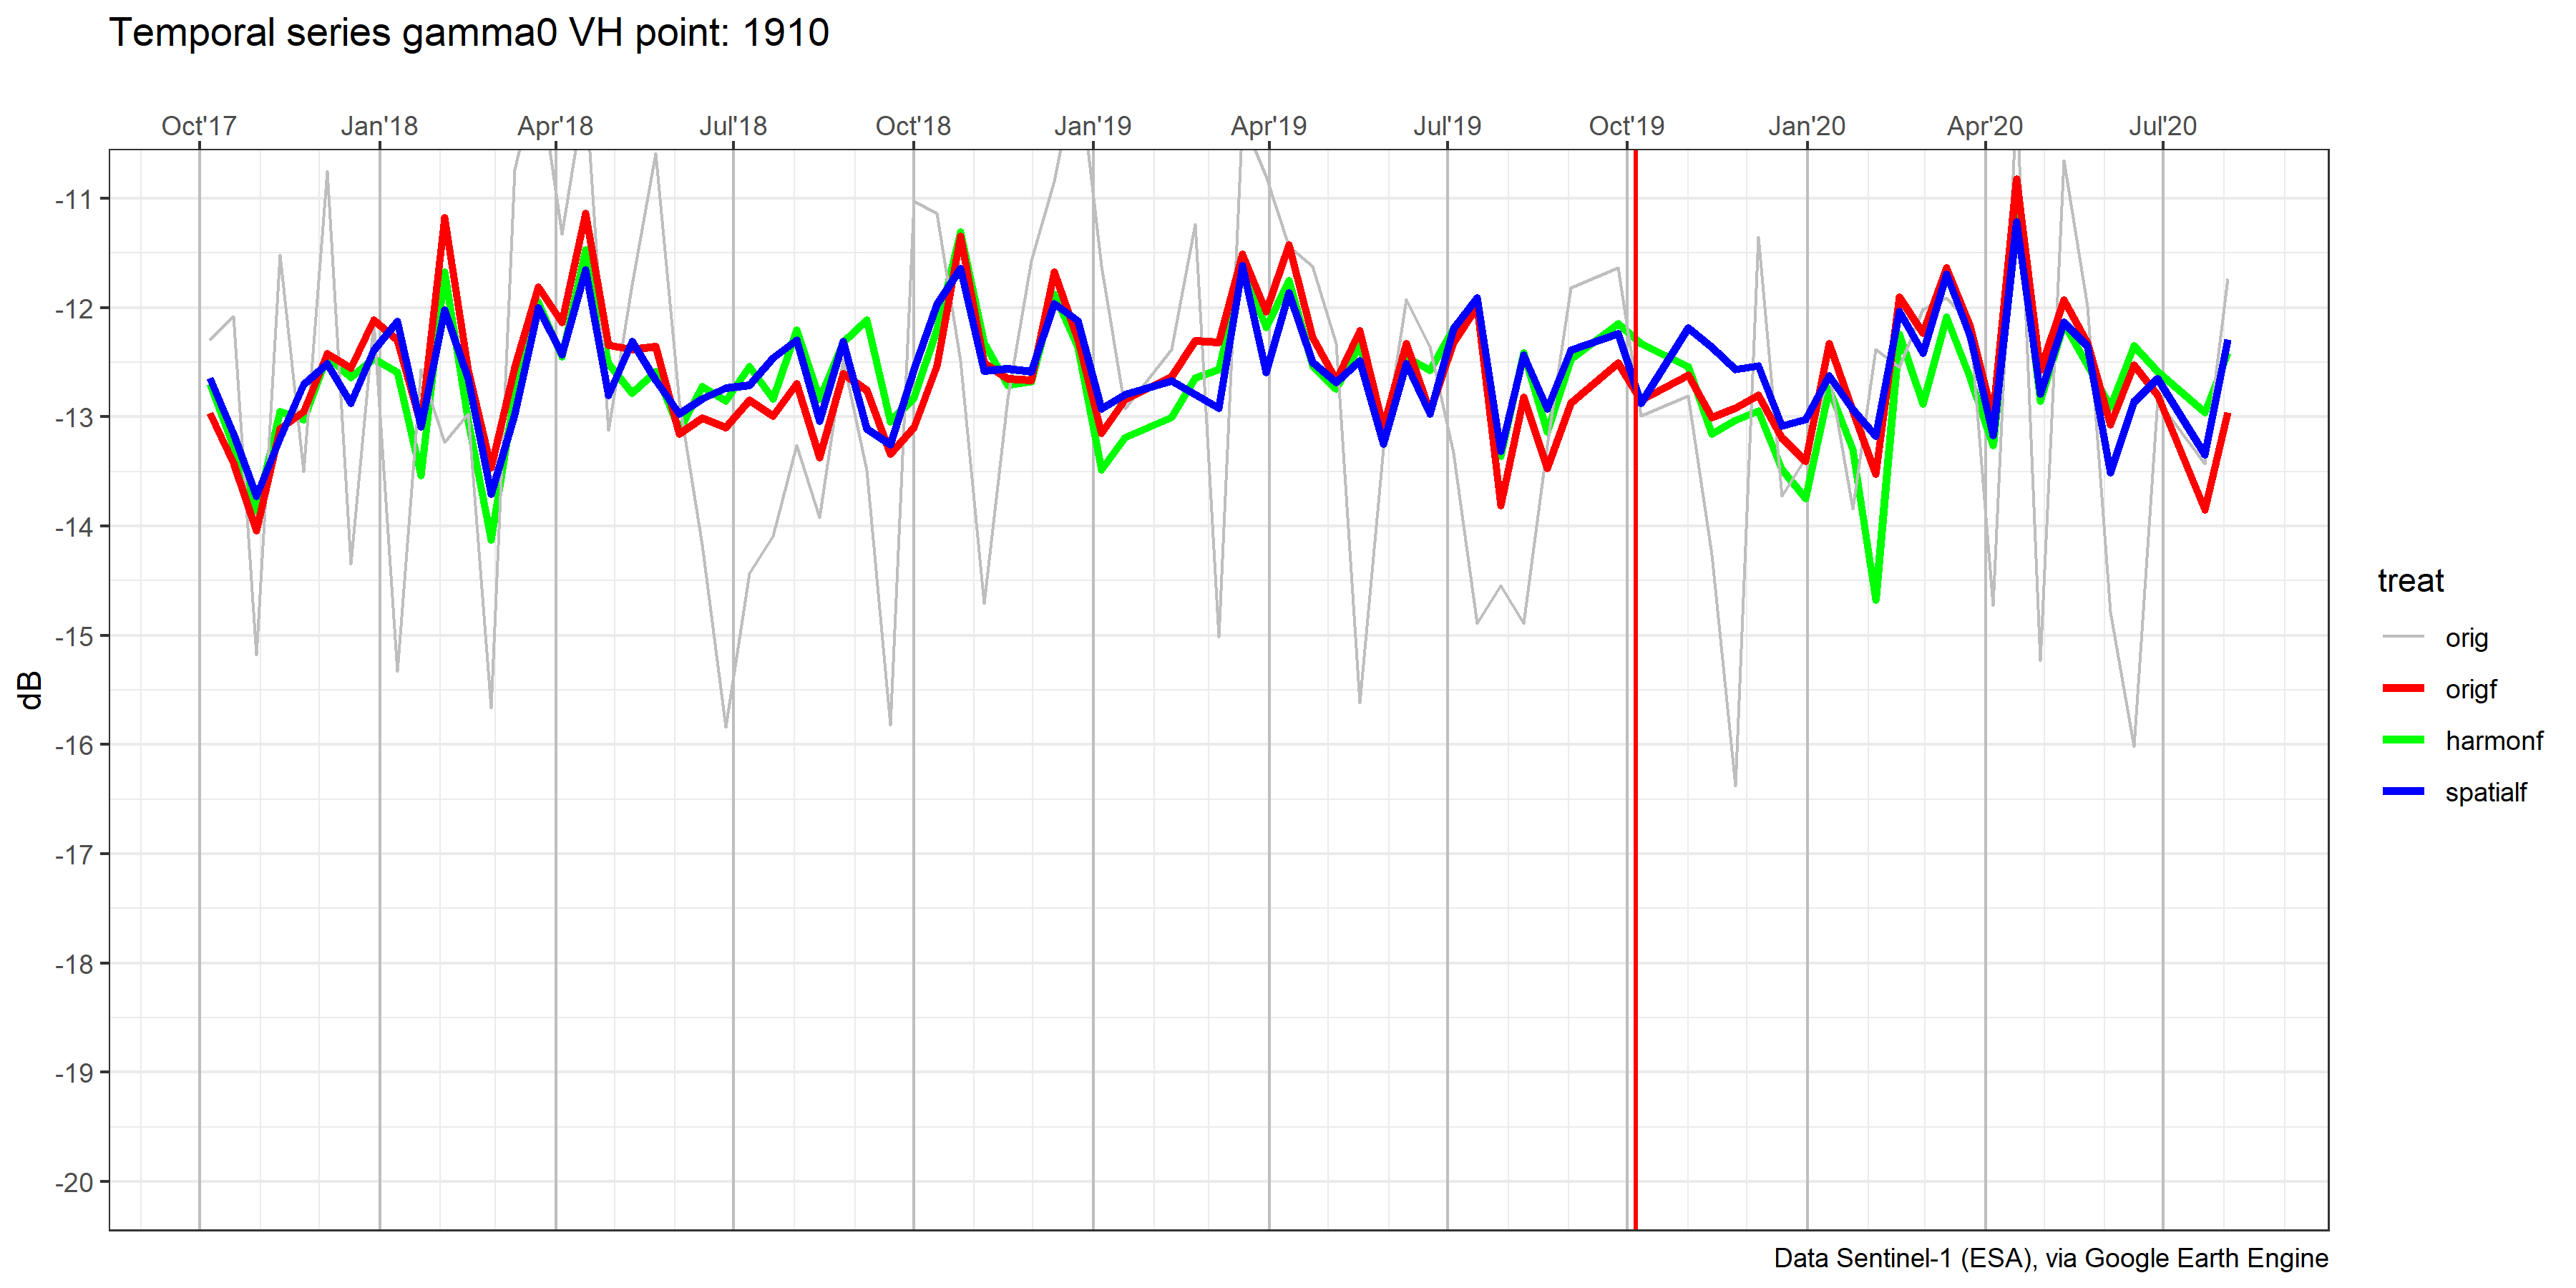 Temporal series gamma0 VH point: 1910
Oct'17 Jan'18 Apr'18 Jul'18 Oct'18 Jan'19 Apr'19 Jul'19 Oct'19 Jan'20 Apr'20 Jul'20
-11
-12
-13
-14
-15
-16
-17
-18
-19
-20
dB
treat
orig
origf
harmonf
spatialf
Data Sentinel-1 (ESA), via Google Earth Engine